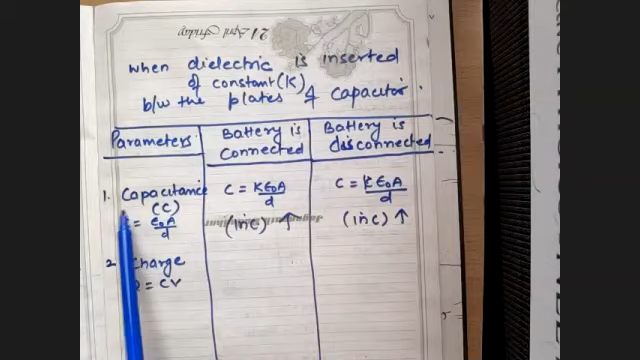 when dielectric is inserted
of constant (K)
b/w the plates of capacitor.
Parameters
Battery is
connected
Battery is
disconnected
1. Capacitance
(C)
= ε₀A/d
C = Kε₀A/d
(inc) ↑
C = Kε₀A/d
(inc) ↑
2. Charge
= CV